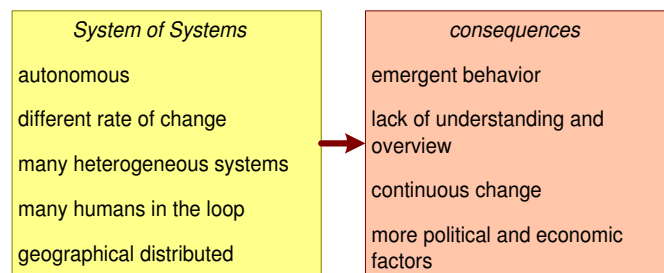 System of Systems
autonomous
different rate of change
many heterogeneous systems
many humans in the loop
geographical distributed
consequences
emergent behavior
lack of understanding and
overview
continuous change
more political and economic
factors